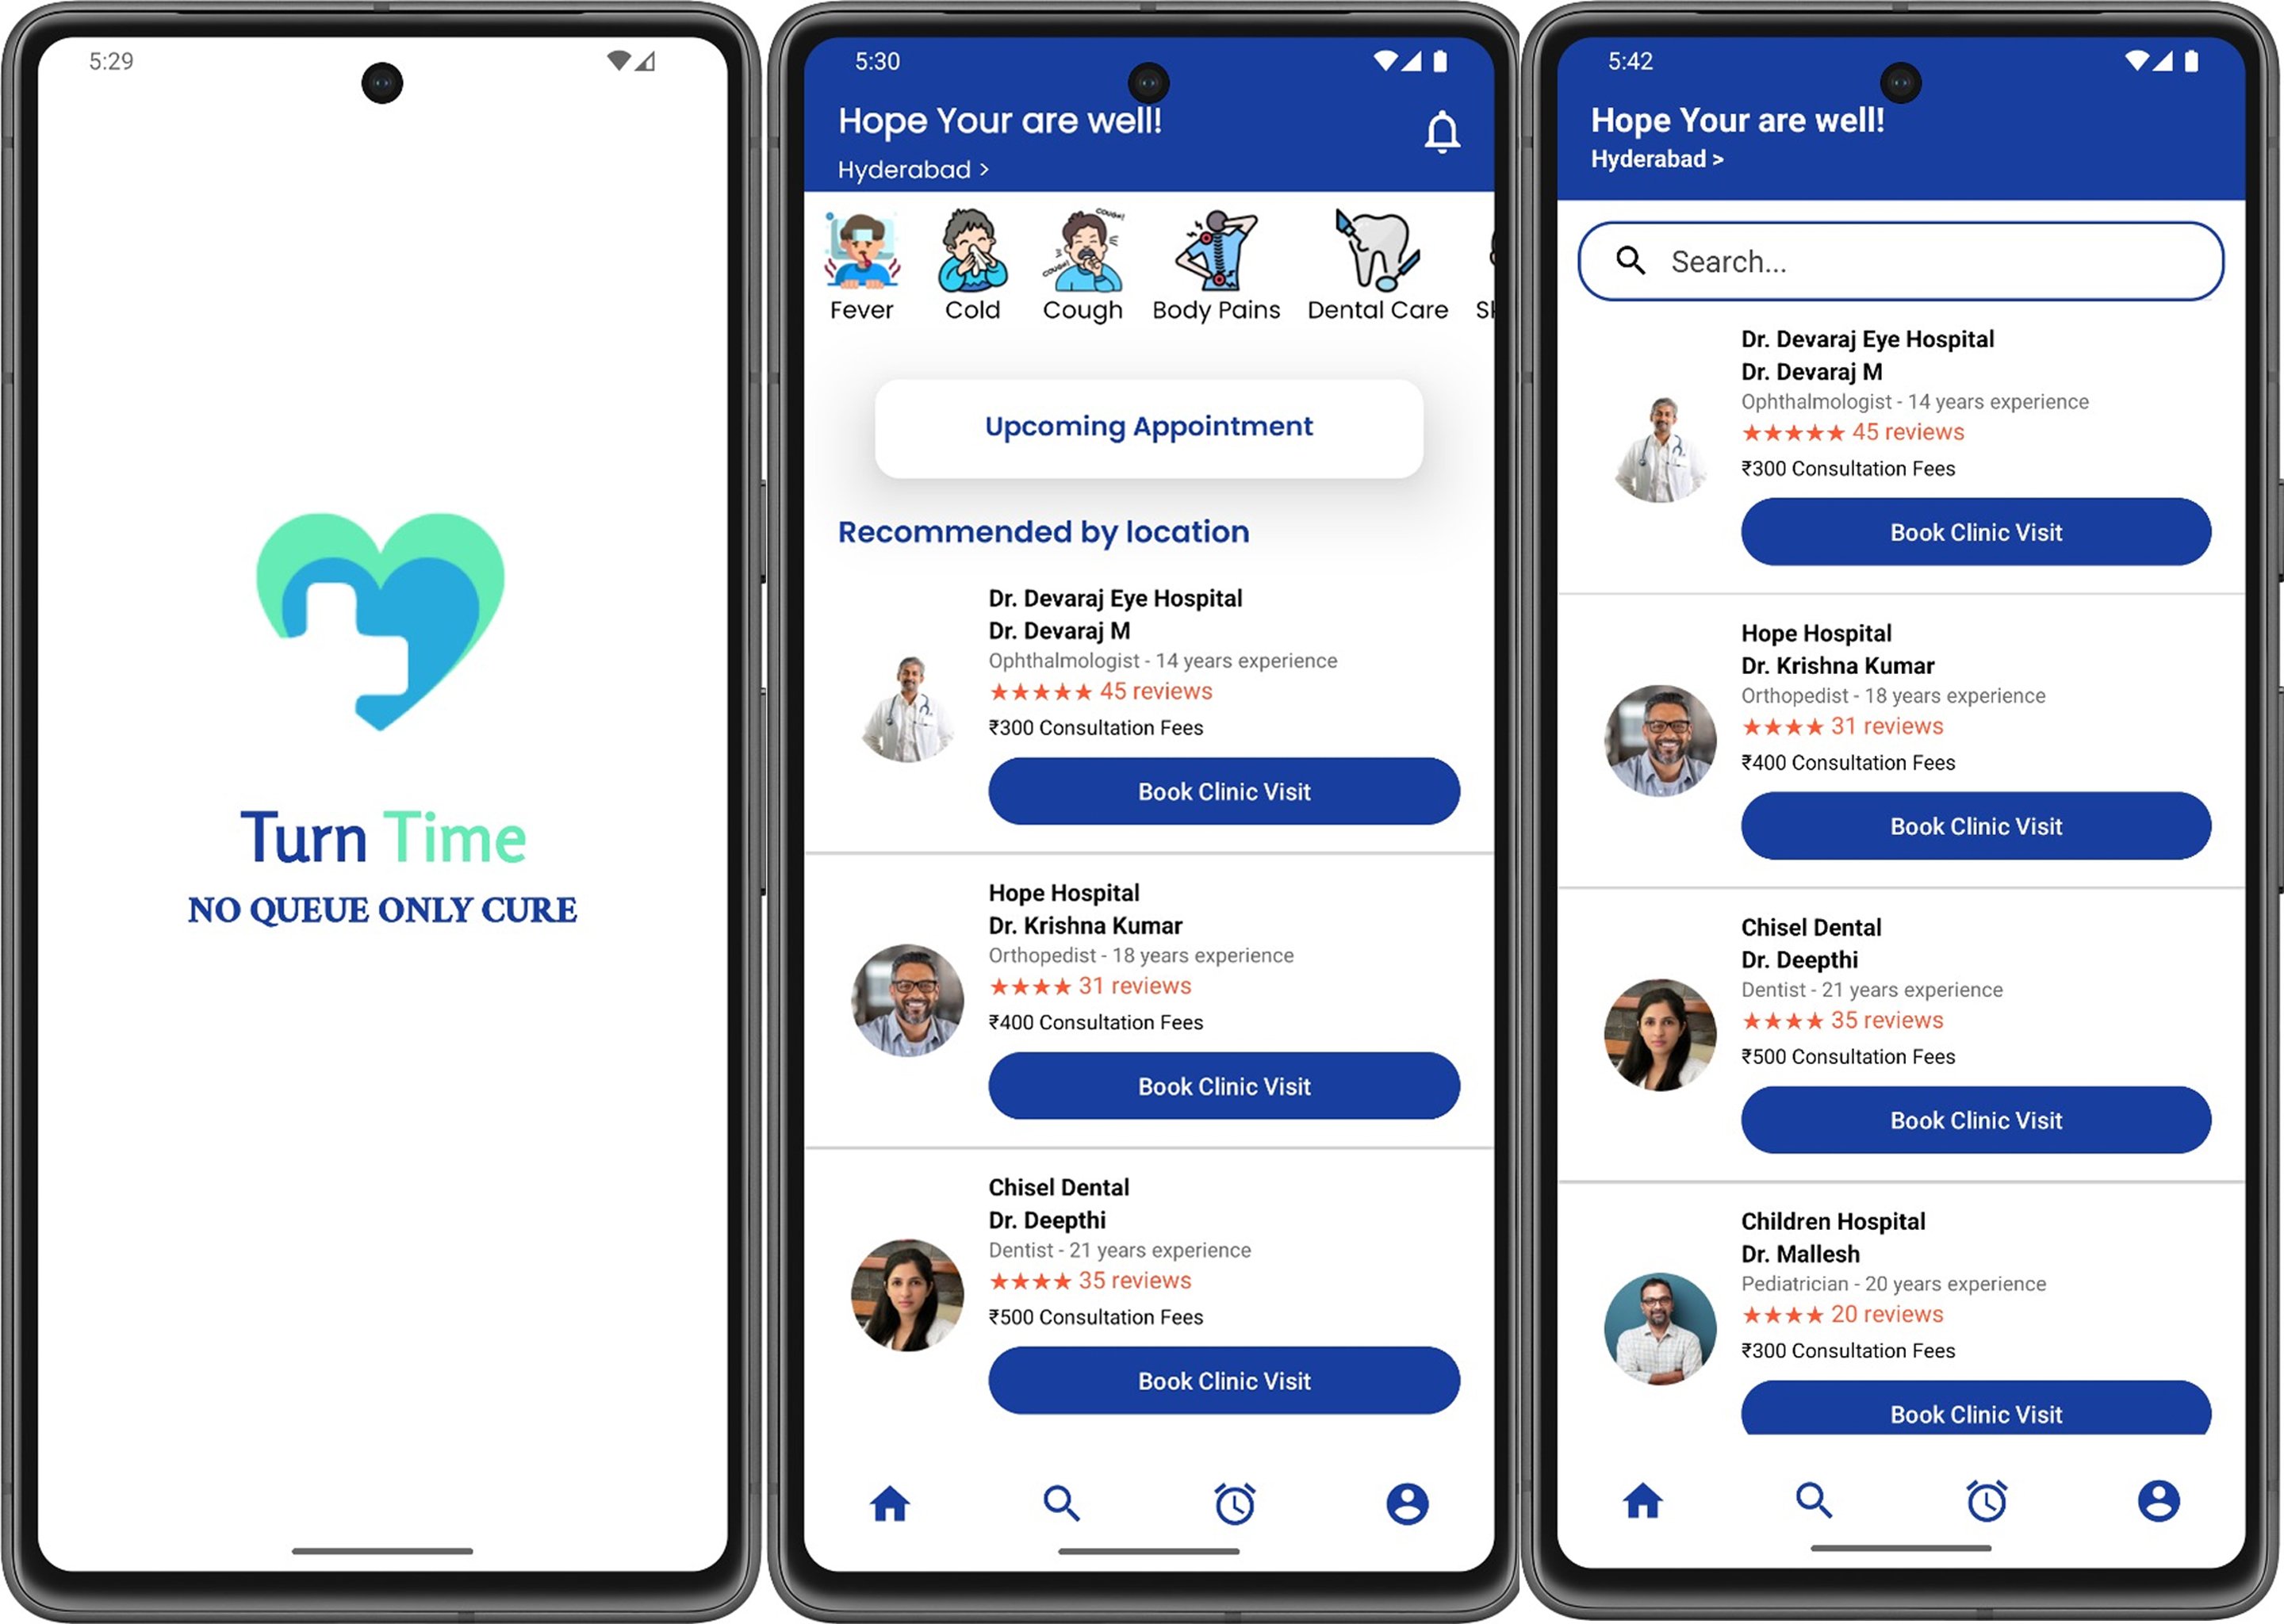 5:29
Turn Time
NO QUEUE ONLY CURE
5:30
Hope Your are well!
Hyderabad >
COUGH!
COUGH!
Fever
Cold
Cough
Body Pains
Dental Care
Upcoming Appointment
Recommended by location
Dr. Devaraj Eye Hospital
Dr. Devaraj M
Ophthalmologist - 14 years experience
★★★★★ 45 reviews
₹300 Consultation Fees
Book Clinic Visit
Hope Hospital
Dr. Krishna Kumar
Orthopedist - 18 years experience
★★★★ 31 reviews
₹400 Consultation Fees
Book Clinic Visit
Chisel Dental
Dr. Deepthi
Dentist - 21 years experience
★★★★ 35 reviews
₹500 Consultation Fees
Book Clinic Visit
5:42
Hope Your are well!
Hyderabad >
Search...
Dr. Devaraj Eye Hospital
Dr. Devaraj M
Ophthalmologist - 14 years experience
★★★★★ 45 reviews
₹300 Consultation Fees
Book Clinic Visit
Hope Hospital
Dr. Krishna Kumar
Orthopedist - 18 years experience
★★★★ 31 reviews
₹400 Consultation Fees
Book Clinic Visit
Chisel Dental
Dr. Deepthi
Dentist - 21 years experience
★★★★ 35 reviews
₹500 Consultation Fees
Book Clinic Visit
Children Hospital
Dr. Mallesh
Pediatrician - 20 years experience
★★★★ 20 reviews
₹300 Consultation Fees
Book Clinic Visit